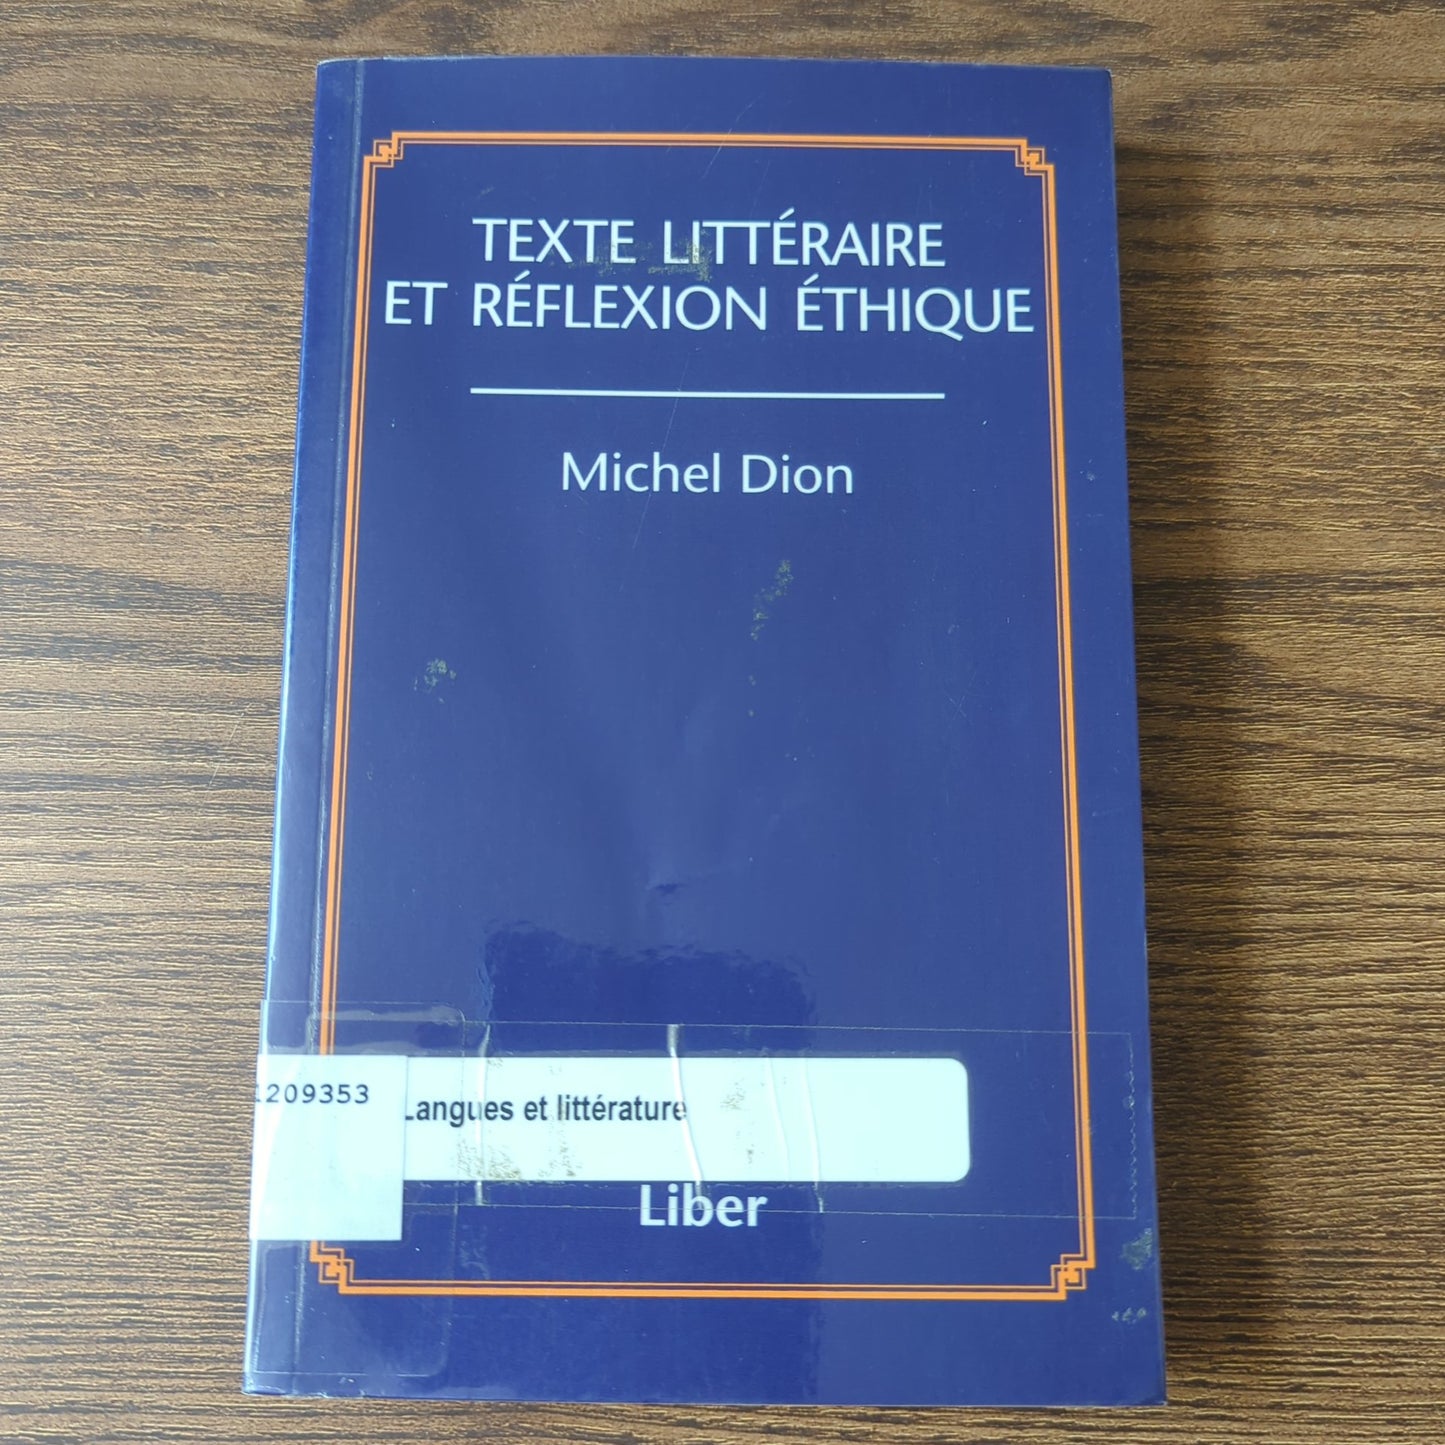 TEXTE LITTÉRAIRE
ET RÉFLEXION ÉTHIQUE
Michel Dion
1209353
Langues et littérature
Liber